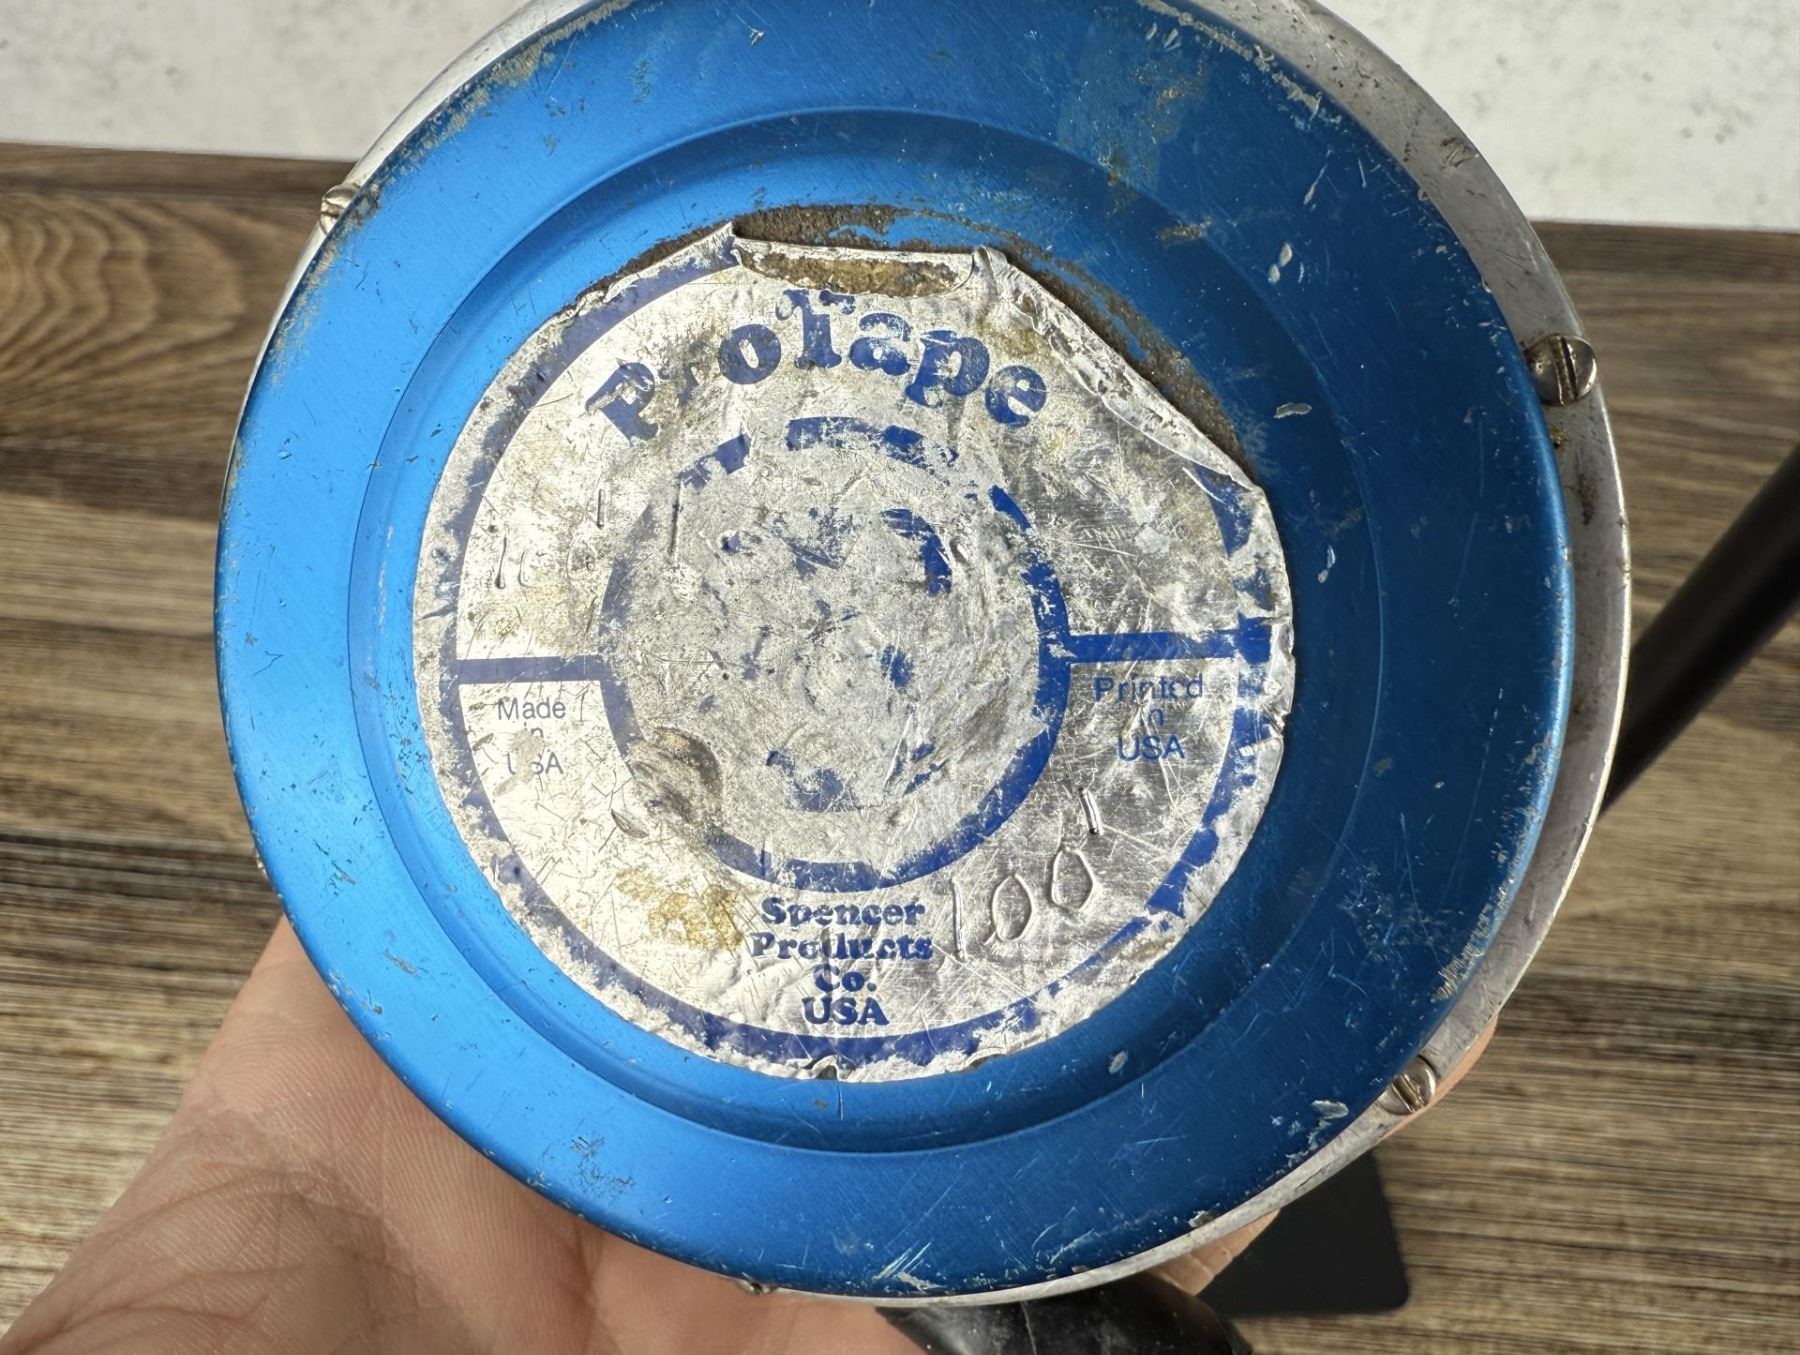 ProTape
Made
in
USA
Printed
in
USA
100'
Spencer
Products
Co.
USA